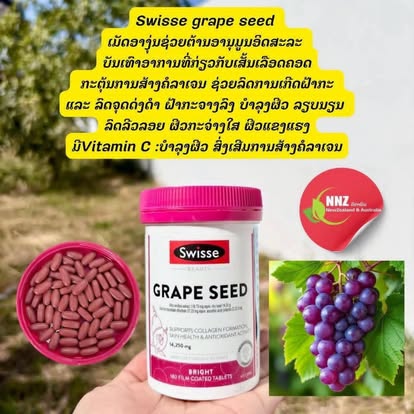 Swisse grape seed
ເມັດອາງຸ່ນຊ່ວຍຕ້ານອານຸມູນອິດສະລະ
ບັນເທົາອາການທີ່ກ່ຽວກັບເສັ້ນເລືອດຄອດ
ກະຕຸ້ນການສ້າງຄໍລາເຈນ ຊ່ວຍລົດການເກີດຝ້າກະ
ແລະ ລົດຈຸດດ່າງດຳ ຝ້າກະຈາງລົງ ບຳລຸງຜິວ ລຽບນຽນ
ລົດລິ້ວລອຍ ຜິວກະຈ່າງໃສ ຜິວແຂງແຮງ
ມີVitamin C :ບຳລຸງຜິວ ສົ່ງເສີມການສ້າງຄໍລາເຈນ
NNZ
NewZealand & Australia
Swisse
BEAUTY
GRAPE SEED
SUPPORTS COLLAGEN FORMATION,
SKIN HEALTH & ANTIOXIDANT ACTIVITY
14,250 mg
BRIGHT
180 FILM-COATED TABLETS